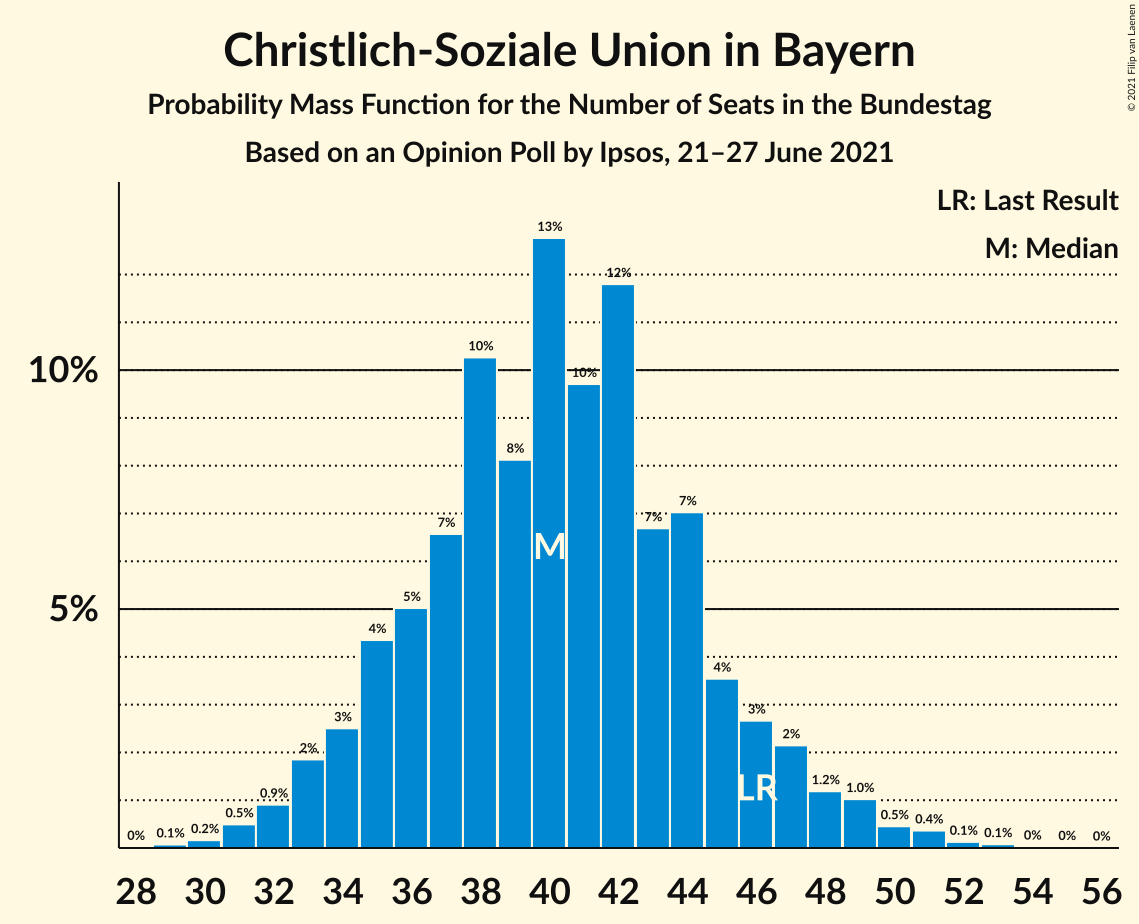 Christlich-Soziale Union in Bayern
Probability Mass Function for the Number of Seats in the Bundestag
Based on an Opinion Poll by Ipsos, 21–27 June 2021
© 2021 Filip van Laenen
LR: Last Result
M: Median
13%
12%
10%
10%
10%
8%
7%
7%
7%
M
5%
5%
4%
4%
3%
3%
2%
2%
LR
0% 0.1% 0.2% 0.5% 0.9% 1.2% 1.0% 0.5% 0.4% 0.1% 0.1% 0% 0% 0%
28 30 32 34 36 38 40 42 44 46 48 50 52 54 56